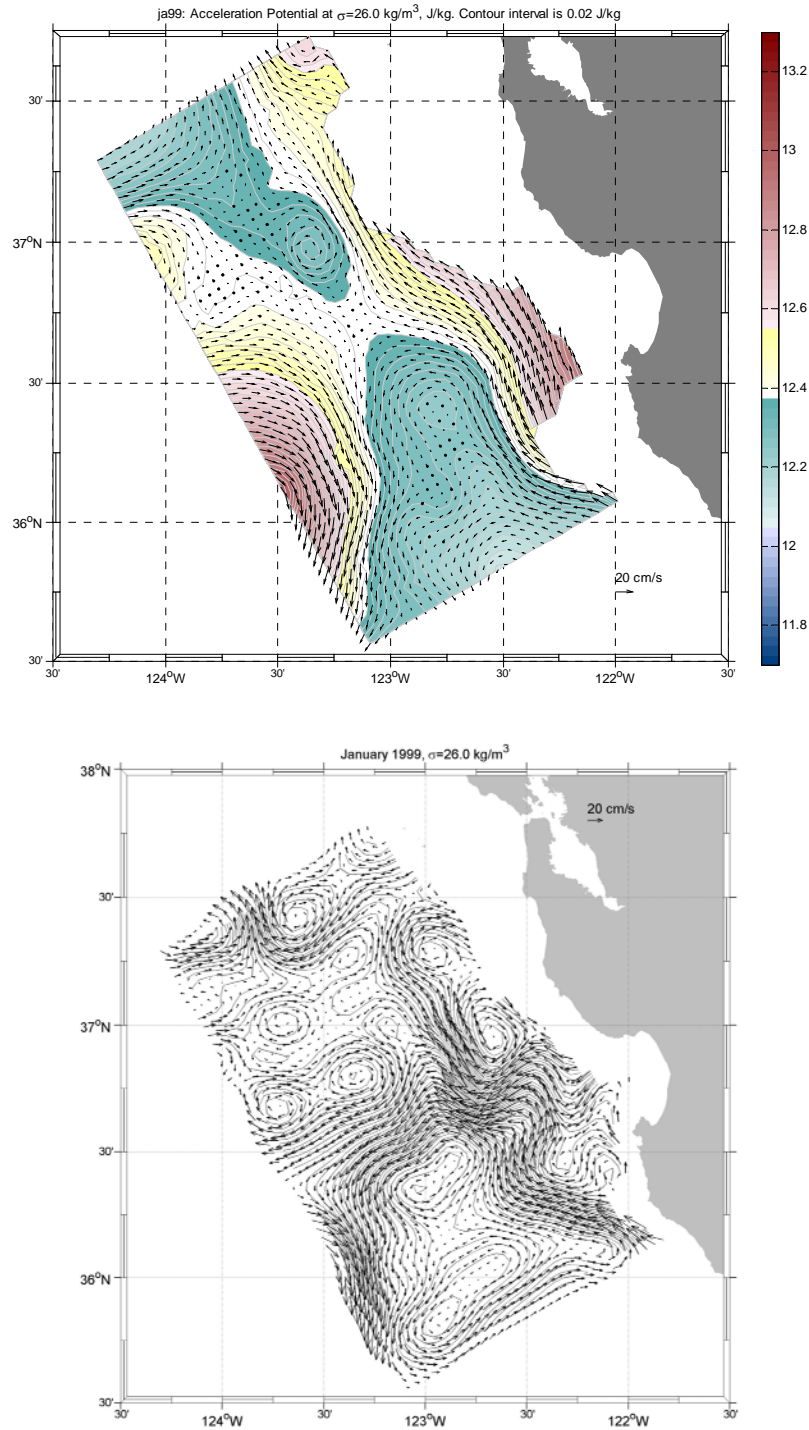 ja99: Acceleration Potential at σ=26.0 kg/m³, J/kg. Contour interval is 0.02 J/kg
13.2
30'
13
12.8
37°N
12.6
12.4
30'
12.2
36°N
12
20 cm/s
11.8
30'
30' 124°W 30' 123°W 30' 122°W 30'
January 1999, σ=26.0 kg/m³
38°N
20 cm/s
30'
37°N
30'
36°N
30'
30' 124°W 30' 123°W 30' 122°W 30'